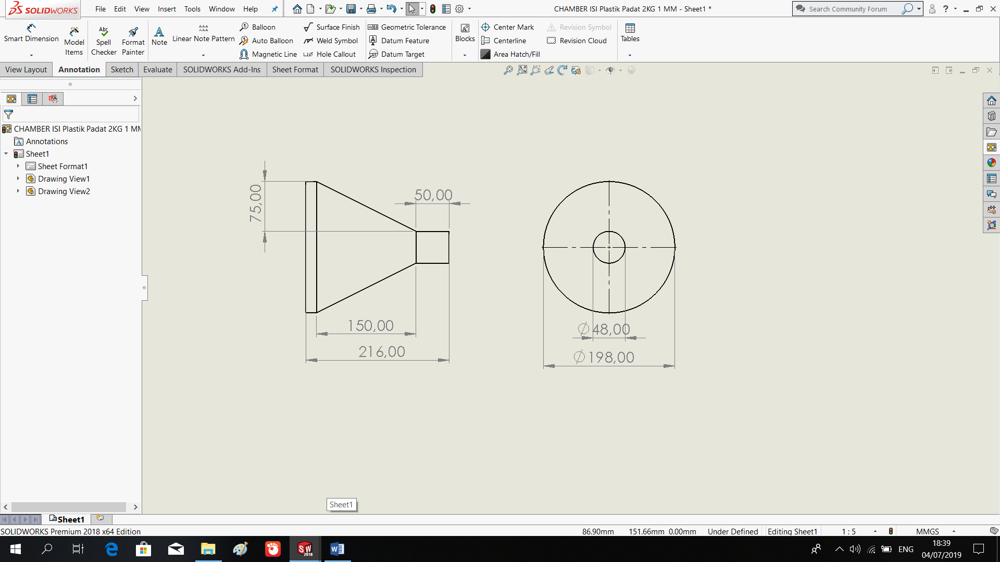 SOLIDWORKS
File Edit View Insert Tools Window Help
CHAMBER ISI Plastik Padat 2KG 1 MM - Sheet1 *
Search Community Forum
Smart Dimension
Model Items
Spell Checker
Format Painter
Note
Linear Note Pattern
Balloon
Auto Balloon
Magnetic Line
Surface Finish
Weld Symbol
Hole Callout
Geometric Tolerance
Datum Feature
Datum Target
Blocks
Center Mark
Centerline
Area Hatch/Fill
Revision Symbol
Revision Cloud
Tables
View Layout Annotation Sketch Evaluate SOLIDWORKS Add-Ins Sheet Format SOLIDWORKS Inspection
CHAMBER ISI Plastik Padat 2KG 1 MM
Annotations
Sheet1
Sheet Format1
Drawing View1
Drawing View2
75,00
50,00
150,00
216,00
∅48,00
∅198,00
Sheet1
Sheet1
SOLIDWORKS Premium 2018 x64 Edition
86.90mm 151.66mm 0.00mm Under Defined Editing Sheet1 1 : 5 MMGS
SW 2018
ENG
18:39
04/07/2019